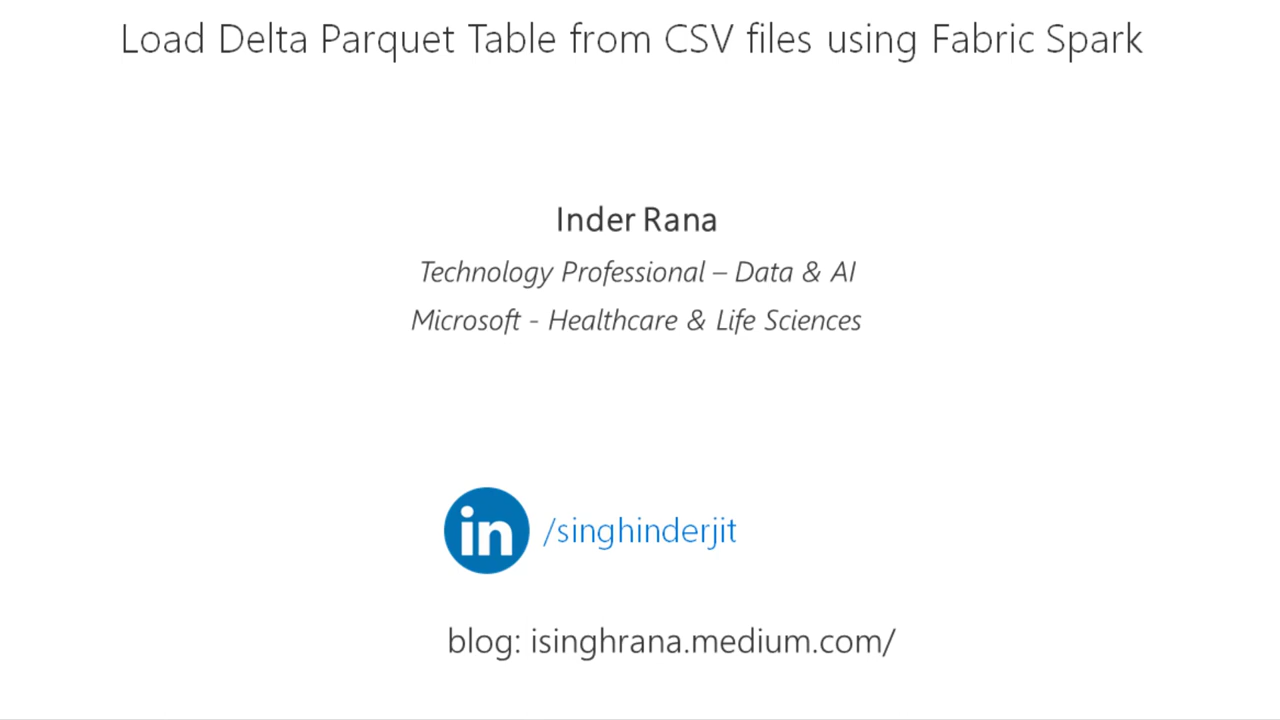 Load Delta Parquet Table from CSV files using Fabric Spark
Inder Rana
Technology Professional – Data & AI
Microsoft - Healthcare & Life Sciences
in /singhinderjit
blog: isinghrana.medium.com/